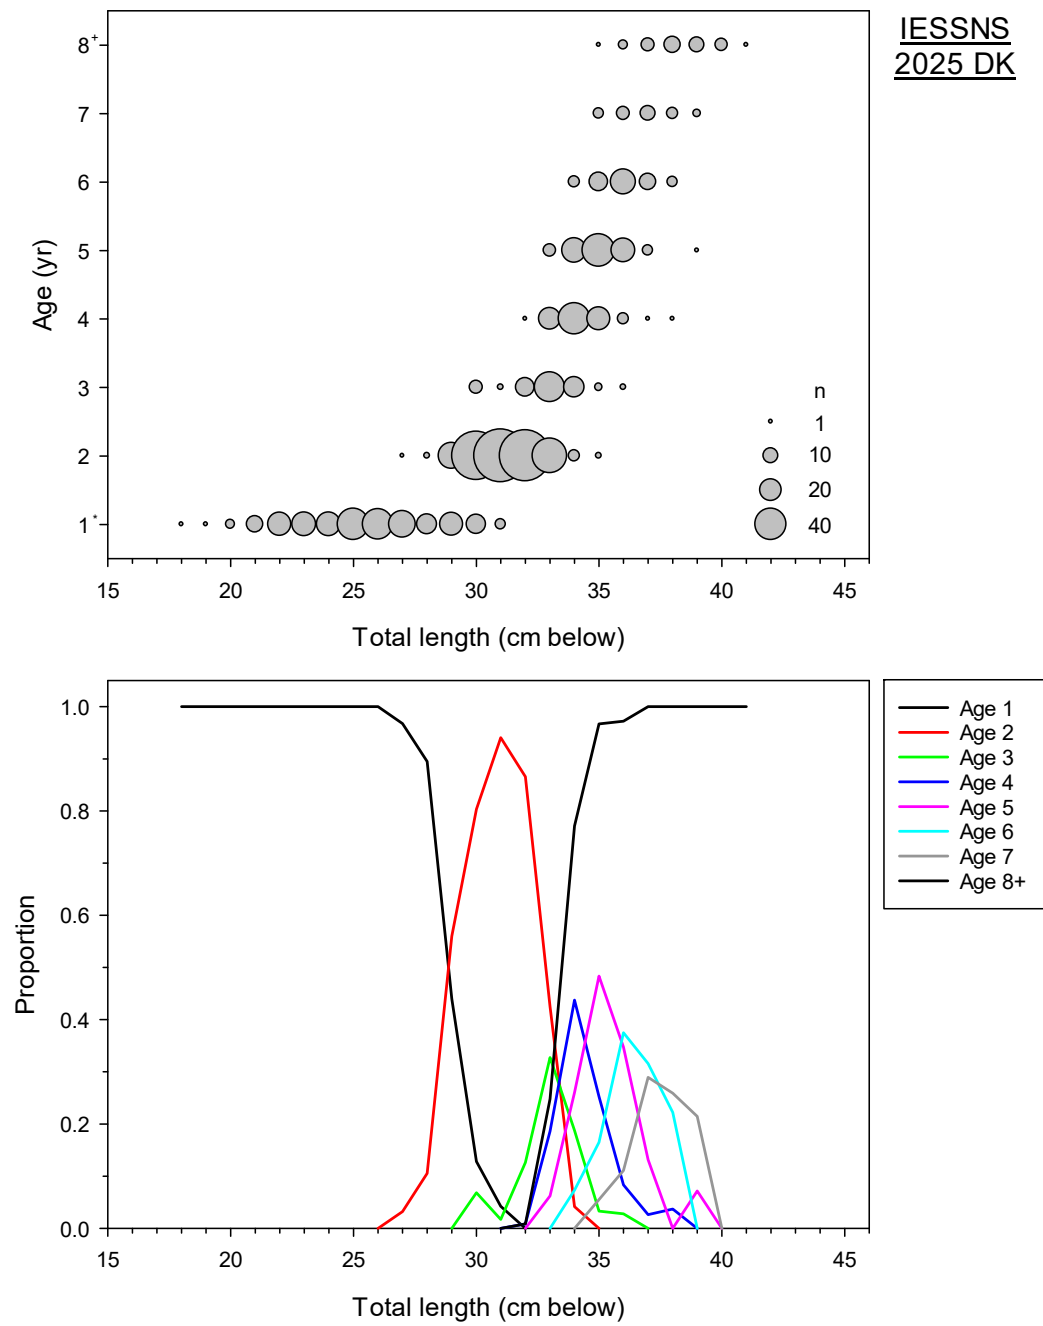 IESSNS
2025 DK
8+
7
6
5
4
3
2
1*
Age (yr)
n
1
10
20
40
15 20 25 30 35 40 45
Total length (cm below)
1.0
0.8
0.6
0.4
0.2
0.0
Proportion
Age 1
Age 2
Age 3
Age 4
Age 5
Age 6
Age 7
Age 8+
15 20 25 30 35 40 45
Total length (cm below)